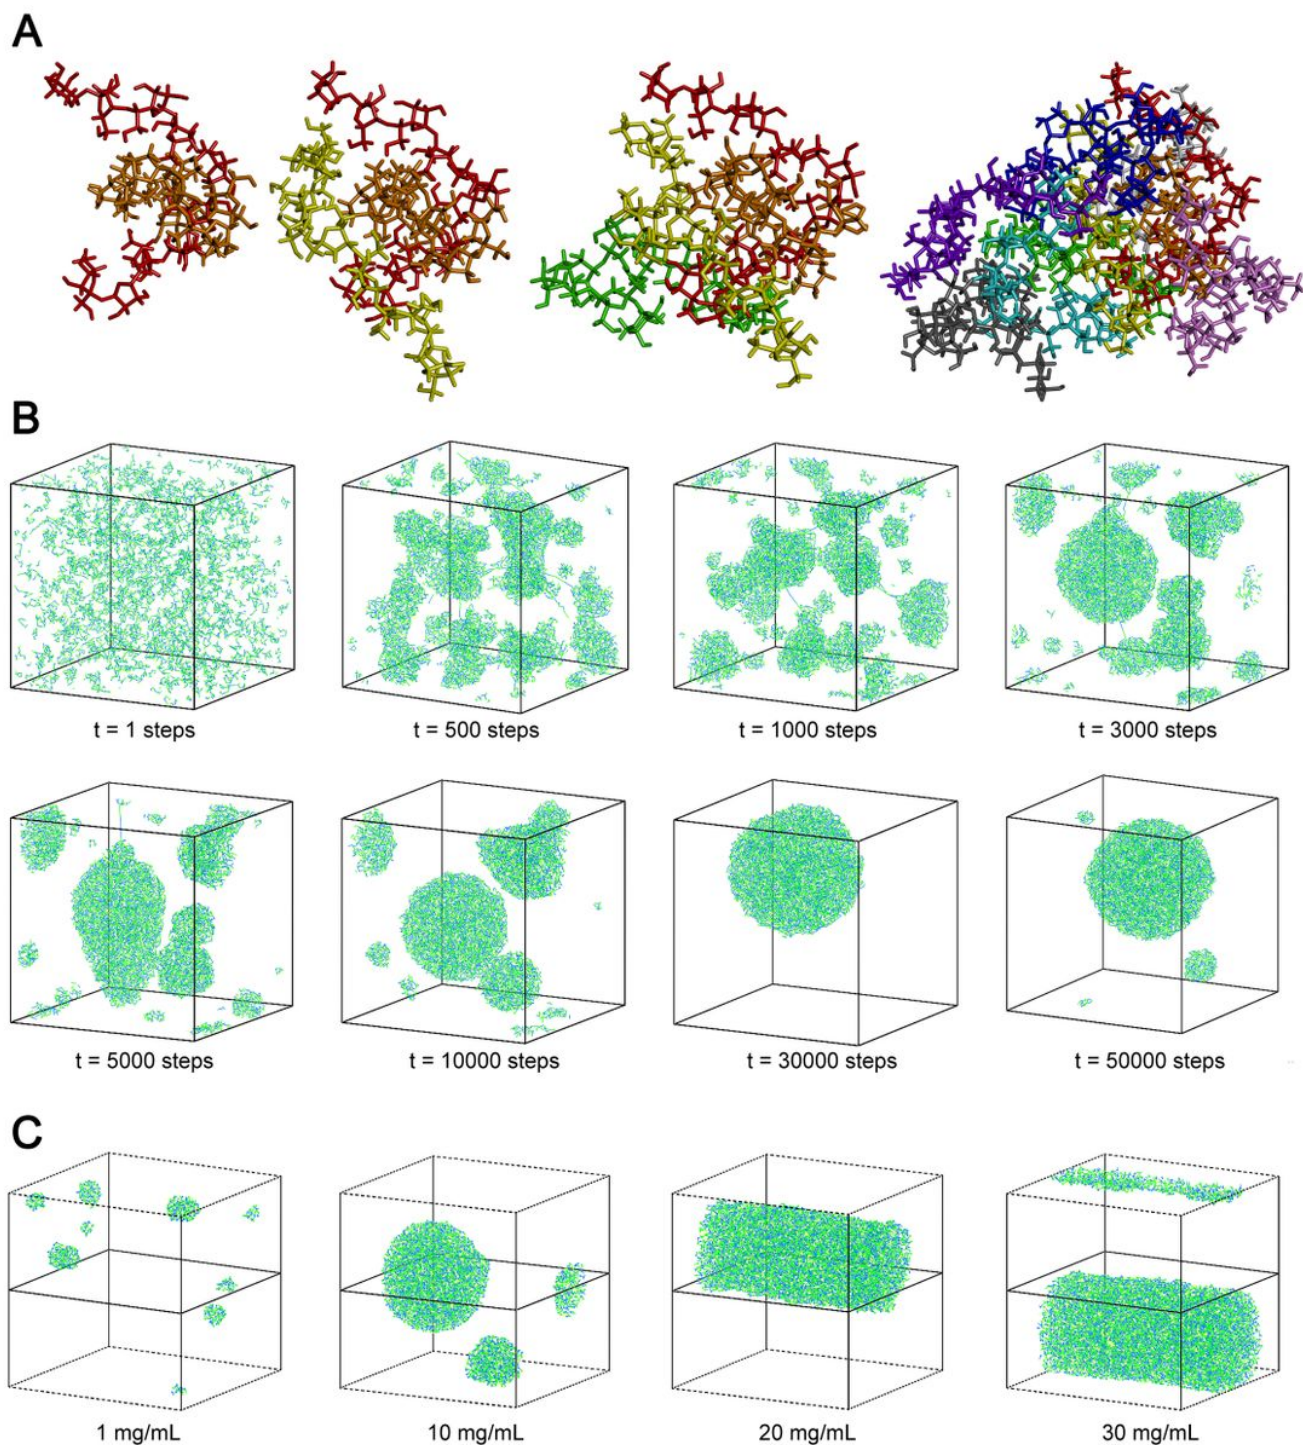 A
B
t = 1 steps
t = 500 steps
t = 1000 steps
t = 3000 steps
t = 5000 steps
t = 10000 steps
t = 30000 steps
t = 50000 steps
C
1 mg/mL
10 mg/mL
20 mg/mL
30 mg/mL